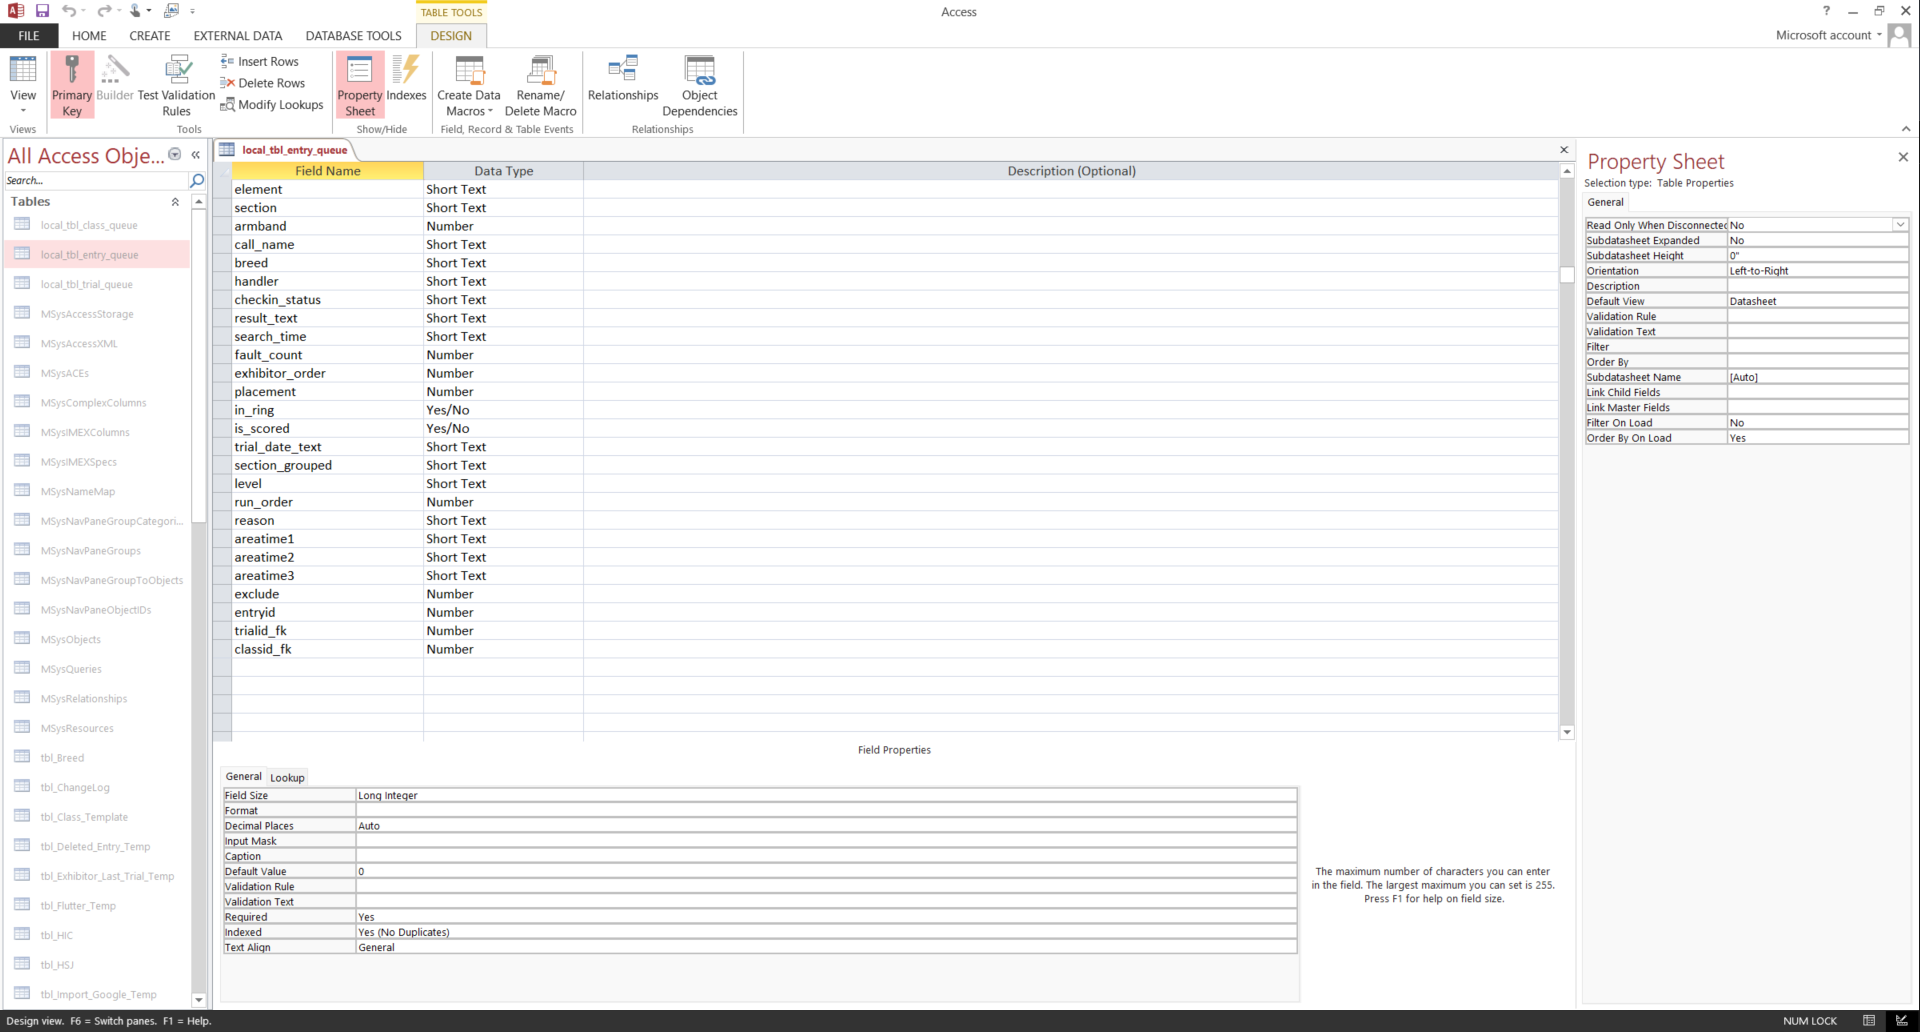 TABLE TOOLS
Access
?
FILE
HOME
CREATE
EXTERNAL DATA
DATABASE TOOLS
DESIGN
Microsoft account
View
Primary Key
Builder
Test Validation Rules
Insert Rows
Delete Rows
Modify Lookups
Property Sheet
Indexes
Create Data Macros
Rename/ Delete Macro
Relationships
Object Dependencies
Views
Tools
Show/Hide
Field, Record & Table Events
Relationships
All Access Obje...
Search...
Tables
local_tbl_class_queue
local_tbl_entry_queue
local_tbl_trial_queue
MSysAccessStorage
MSysAccessXML
MSysACEs
MSysComplexColumns
MSysIMEXColumns
MSysIMEXSpecs
MSysNameMap
MSysNavPaneGroupCategori...
MSysNavPaneGroups
MSysNavPaneGroupToObjects
MSysNavPaneObjectIDs
MSysObjects
MSysQueries
MSysRelationships
MSysResources
tbl_Breed
tbl_ChangeLog
tbl_Class_Template
tbl_Deleted_Entry_Temp
tbl_Exhibitor_Last_Trial_Temp
tbl_Flutter_Temp
tbl_HIC
tbl_HSJ
tbl_Import_Google_Temp
local_tbl_entry_queue
Field Name Data Type Description (Optional)
element Short Text
section Short Text
armband Number
call_name Short Text
breed Short Text
handler Short Text
checkin_status Short Text
result_text Short Text
search_time Short Text
fault_count Number
exhibitor_order Number
placement Number
in_ring Yes/No
is_scored Yes/No
trial_date_text Short Text
section_grouped Short Text
level Short Text
run_order Number
reason Short Text
areatime1 Short Text
areatime2 Short Text
areatime3 Short Text
exclude Number
entryid Number
trialid_fk Number
classid_fk Number
Field Properties
General Lookup
Field Size Long Integer
Format
Decimal Places Auto
Input Mask
Caption
Default Value 0
Validation Rule
Validation Text
Required Yes
Indexed Yes (No Duplicates)
Text Align General
The maximum number of characters you can enter
in the field. The largest maximum you can set is 255.
Press F1 for help on field size.
Property Sheet
Selection type: Table Properties
General
Read Only When Disconnected No
Subdatasheet Expanded No
Subdatasheet Height 0"
Orientation Left-to-Right
Description
Default View Datasheet
Validation Rule
Validation Text
Filter
Order By
Subdatasheet Name [Auto]
Link Child Fields
Link Master Fields
Filter On Load No
Order By On Load Yes
Design view. F6 = Switch panes. F1 = Help.
NUM LOCK